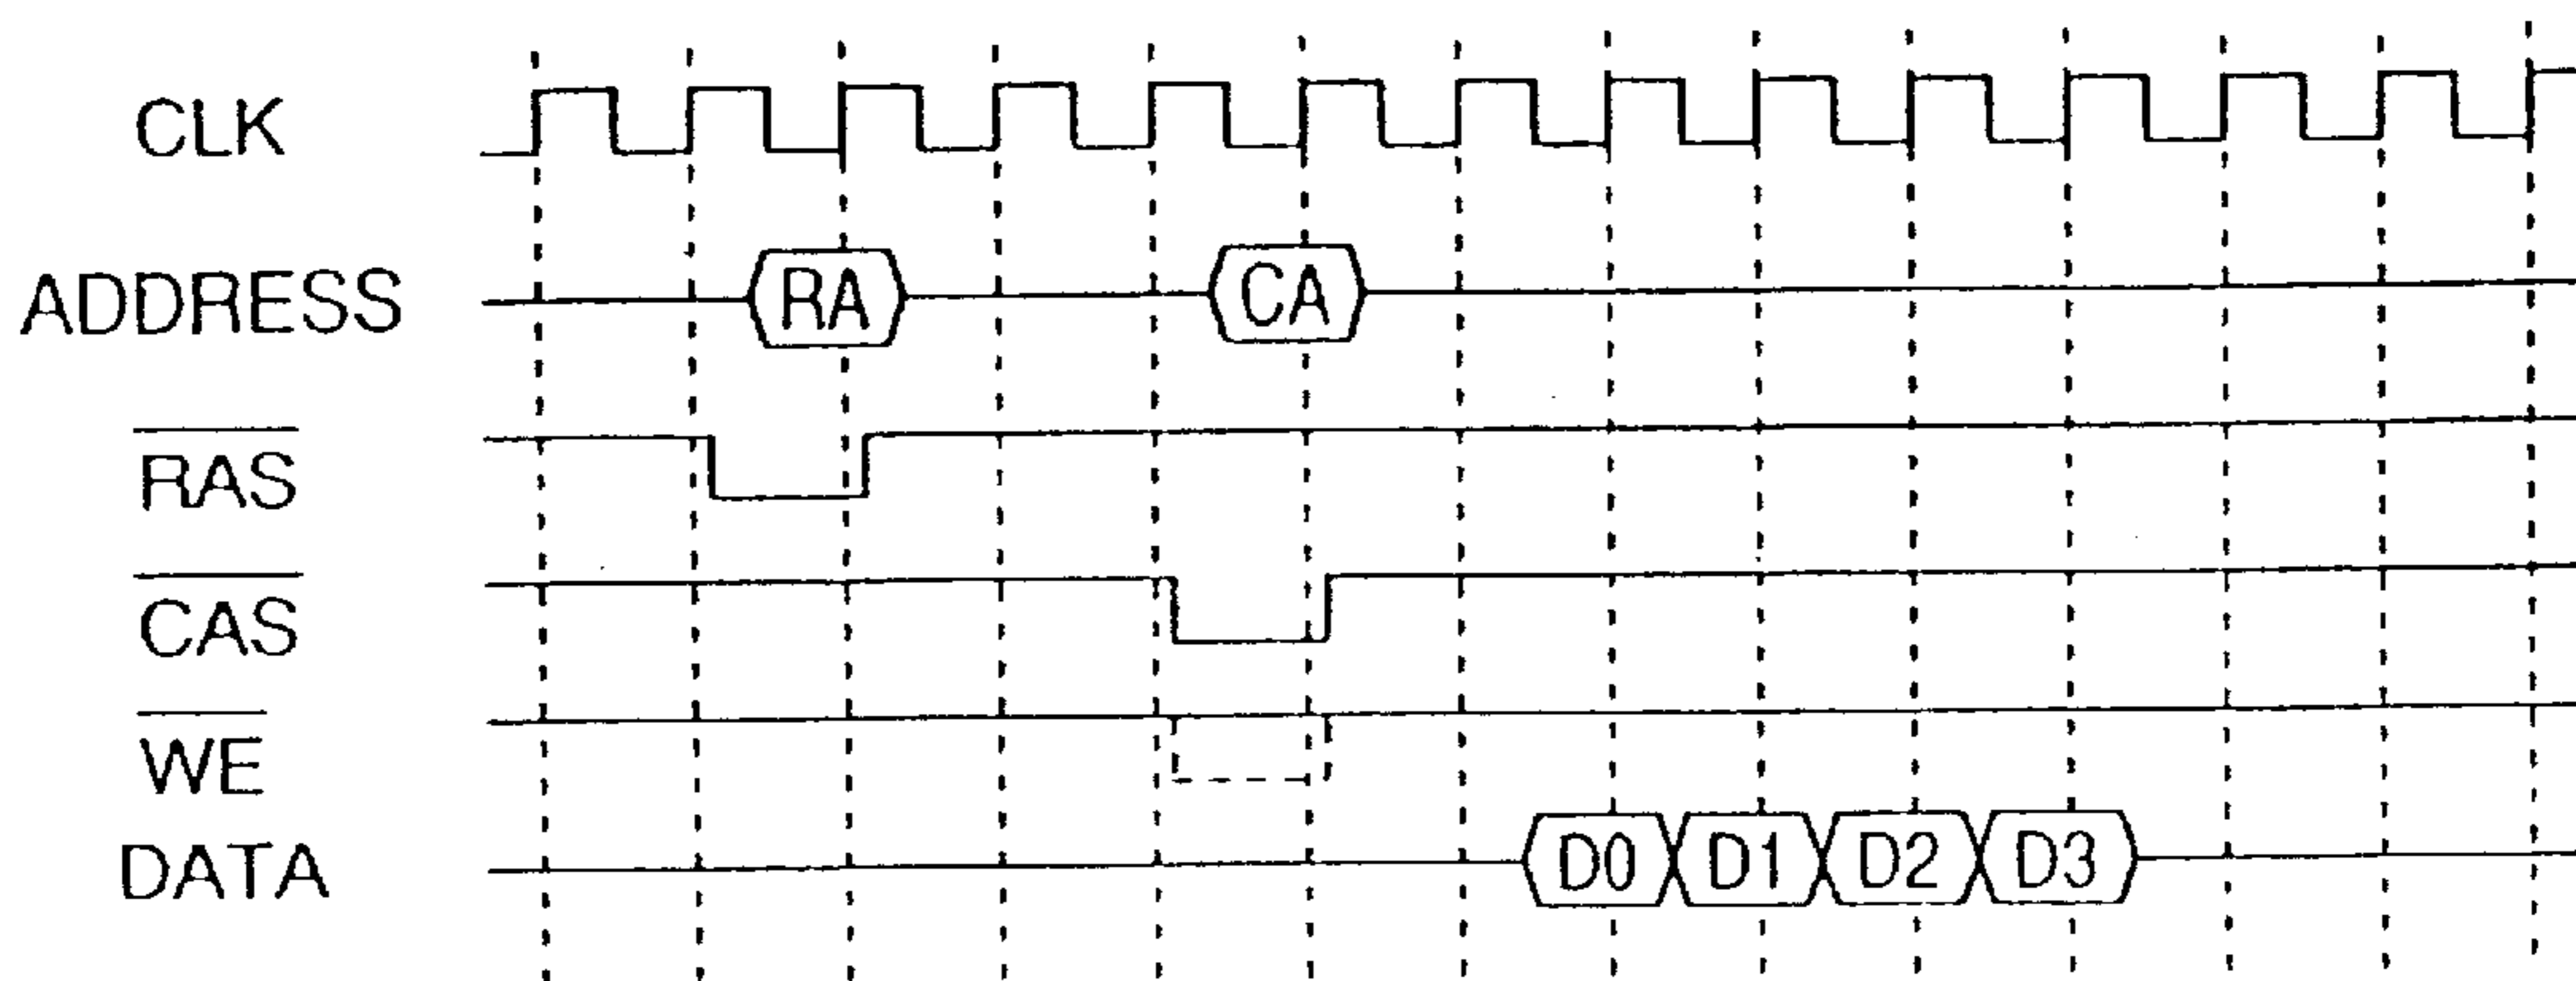 CLK
ADDRESS RA CA
RAS
CAS
WE
DATA D0 D1 D2 D3